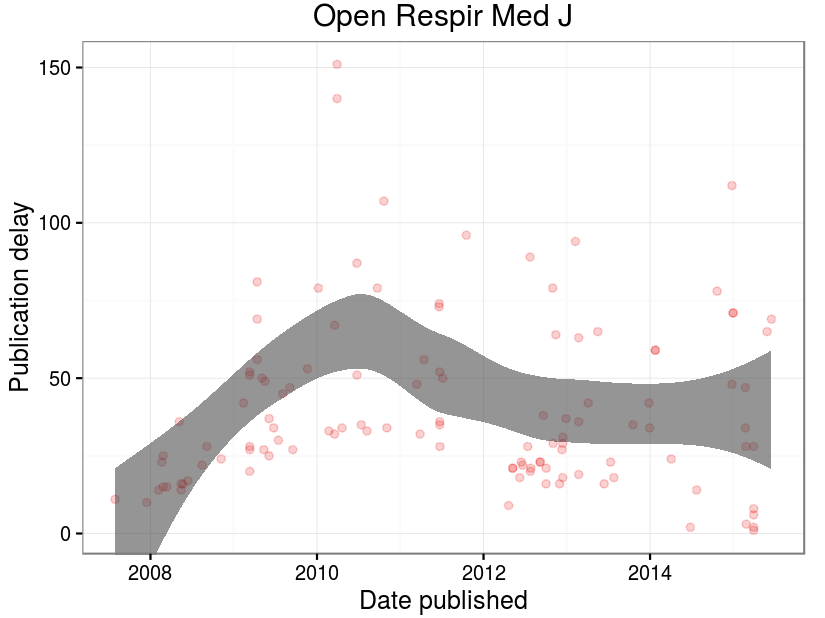 Open Respir Med J
Publication delay
150
100
50
0
2008 2010 2012 2014
Date published